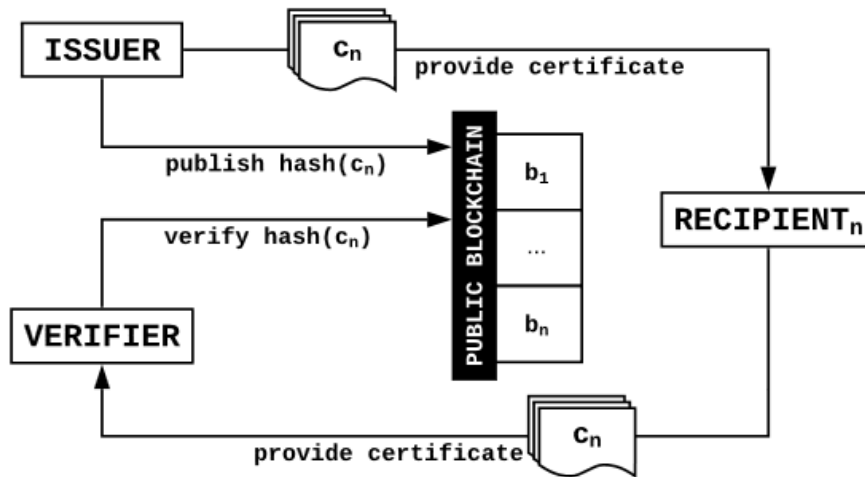 ISSUER
cₙ
provide certificate
publish hash(cₙ)
PUBLIC BLOCKCHAIN
b₁
RECIPIENTₙ
verify hash(cₙ)
...
VERIFIER
bₙ
cₙ
provide certificate